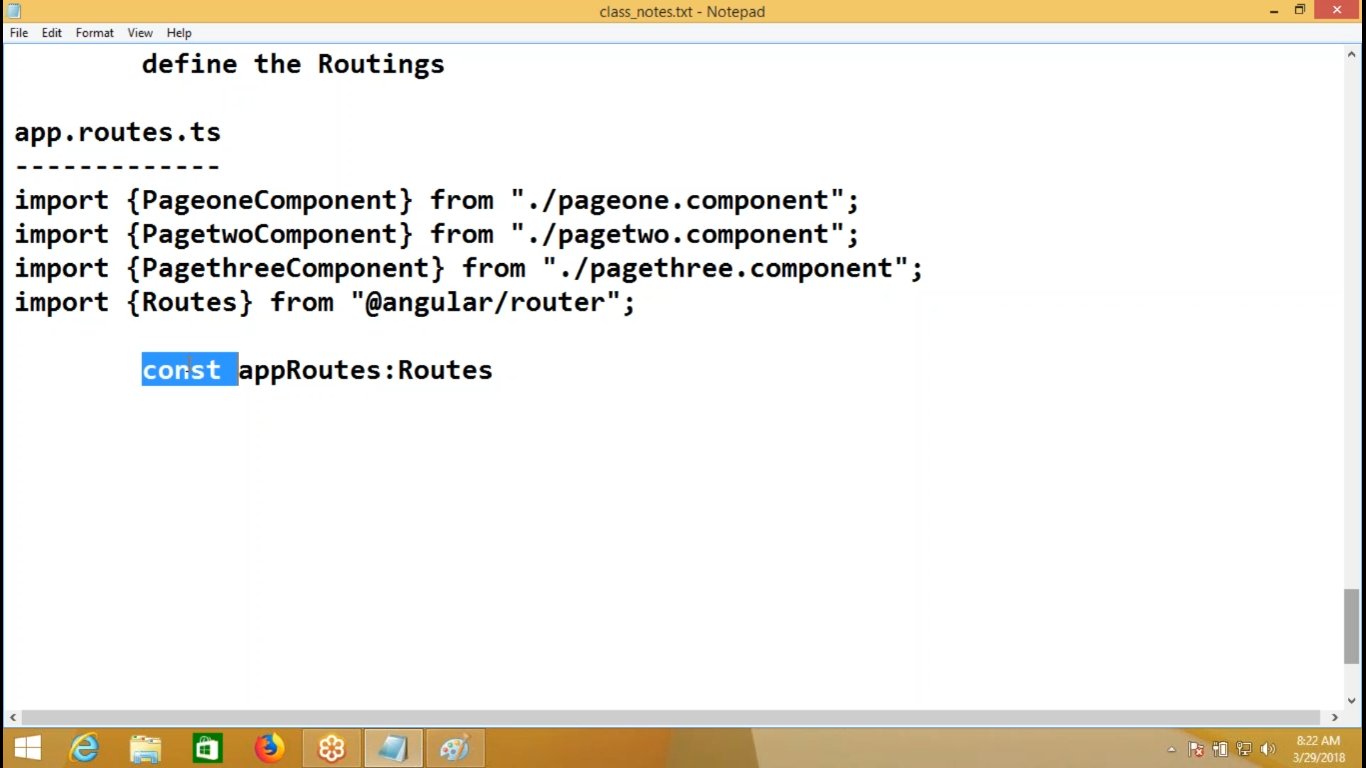 class_notes.txt - Notepad
File Edit Format View Help
define the Routings
app.routes.ts
-------------
import {PageoneComponent} from "./pageone.component";
import {PagetwoComponent} from "./pagetwo.component";
import {PagethreeComponent} from "./pagethree.component";
import {Routes} from "@angular/router";
const appRoutes:Routes
8:22 AM
3/29/2018